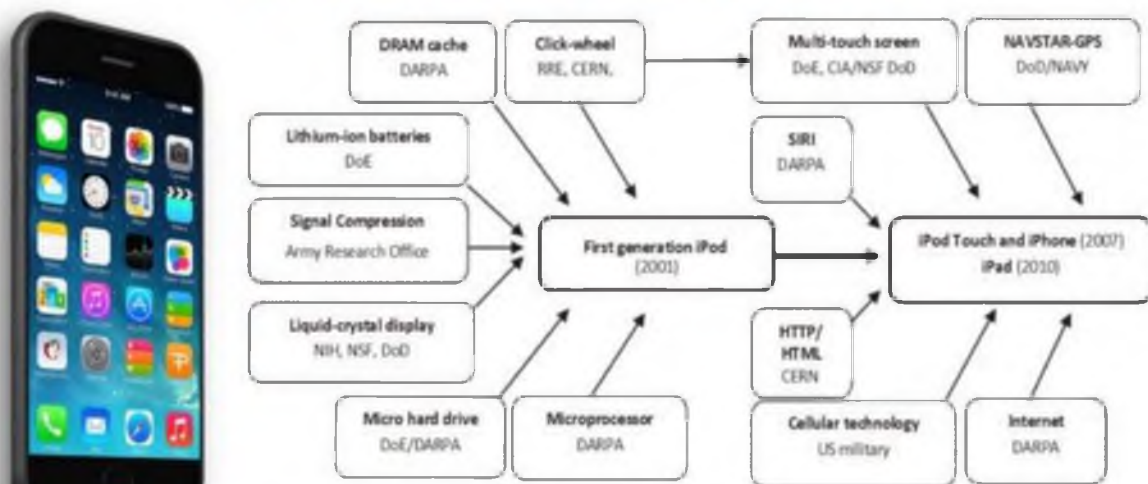 DRAM cache
DARPA
Click-wheel
RRE, CERN,
Multi-touch screen
DoE, CIA/NSF DoD
NAVSTAR-GPS
DoD/NAVY
Lithium-ion batteries
DoE
SIRI
DARPA
Signal Compression
Army Research Office
First generation iPod
(2001)
iPod Touch and iPhone (2007)
iPad (2010)
Liquid-crystal display
NIH, NSF, DoD
HTTP/
HTML
CERN
Micro hard drive
DoE/DARPA
Microprocessor
DARPA
Cellular technology
US military
Internet
DARPA
10